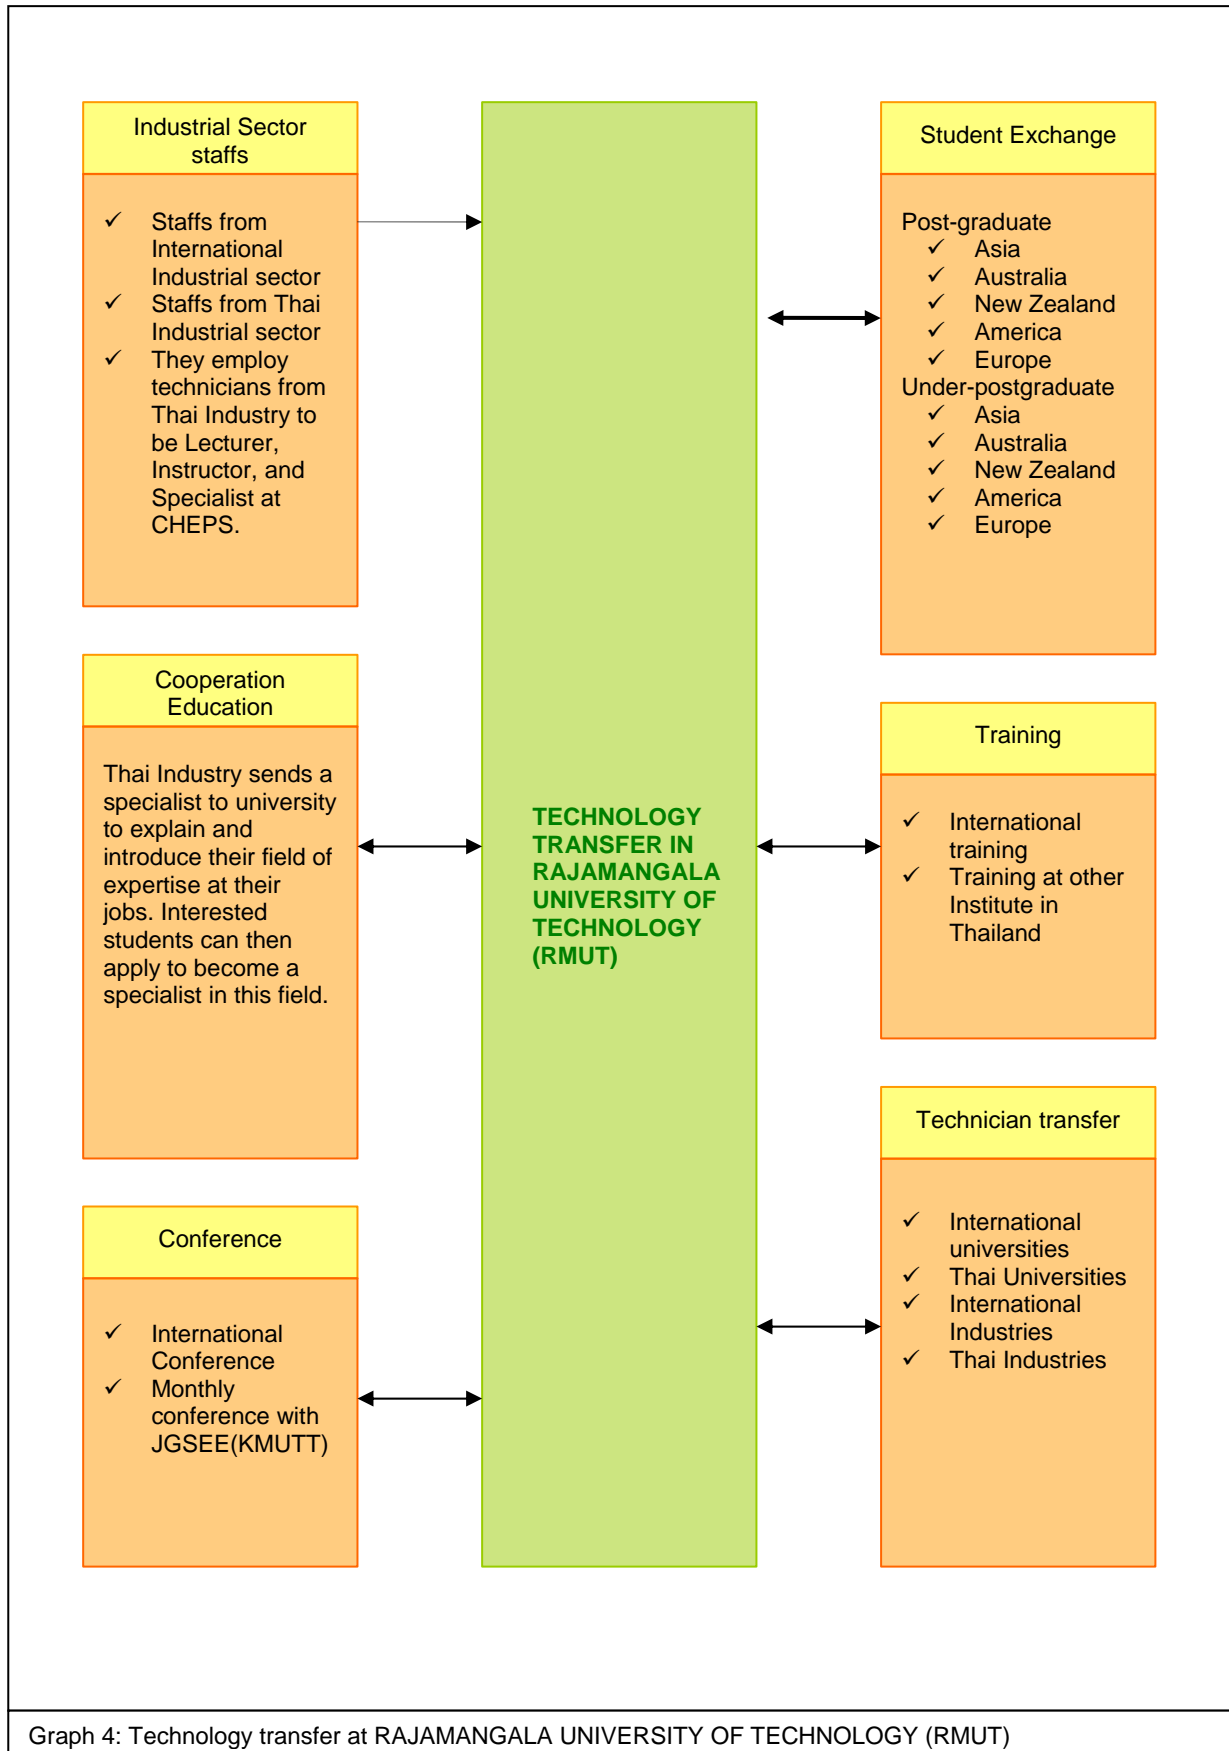 Industrial Sector
staffs
✓ Staffs from
International
Industrial sector
✓ Staffs from Thai
Industrial sector
✓ They employ
technicians from
Thai Industry to
be Lecturer,
Instructor, and
Specialist at
CHEPS.
Cooperation
Education
Thai Industry sends a
specialist to university
to explain and
introduce their field of
expertise at their
jobs. Interested
students can then
apply to become a
specialist in this field.
Conference
✓ International
Conference
✓ Monthly
conference with
JGSEE(KMUTT)
TECHNOLOGY
TRANSFER IN
RAJAMANGALA
UNIVERSITY OF
TECHNOLOGY
(RMUT)
Student Exchange
Post-graduate
✓ Asia
✓ Australia
✓ New Zealand
✓ America
✓ Europe
Under-postgraduate
✓ Asia
✓ Australia
✓ New Zealand
✓ America
✓ Europe
Training
✓ International
training
✓ Training at other
Institute in
Thailand
Technician transfer
✓ International
universities
✓ Thai Universities
✓ International
Industries
✓ Thai Industries
Graph 4: Technology transfer at RAJAMANGALA UNIVERSITY OF TECHNOLOGY (RMUT)